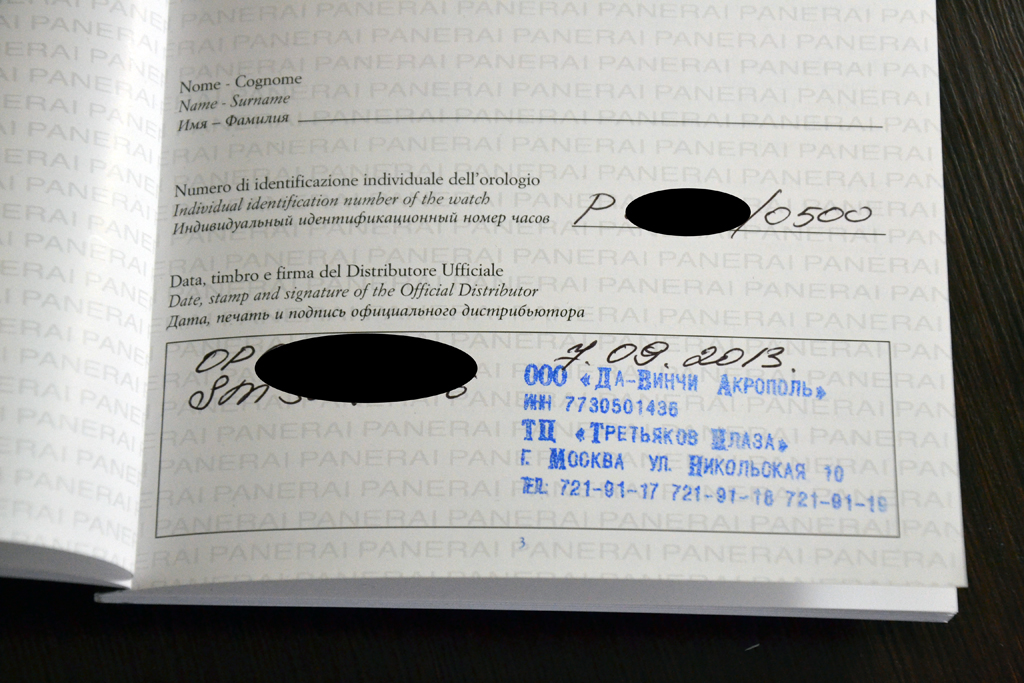 Nome - Cognome
Name - Surname
Имя – Фамилия
Numero di identificazione individuale dell'orologio
Individual identification number of the watch
Индивидуальный идентификационный номер часов P /0500
Data, timbro e firma del Distributore Ufficiale
Date, stamp and signature of the Official Distributor
Дата, печать и подпись официального дистрибьютора
OP 7.09.2013.
ООО «ДА-ВИНЧИ АКРОПОЛЬ»
ИНН 7730501436
ТЦ «ТРЕТЬЯКОВ ПЛАЗА»
Г. МОСКВА УЛ. НИКОЛЬСКАЯ 10
ТЕЛ: 721-91-17 721-91-18 721-91-19
3
PANERAI